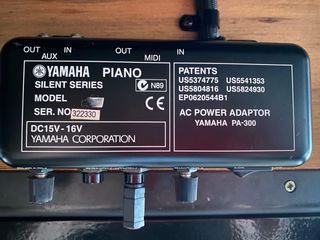 OUT IN OUT IN
AUX MIDI
YAMAHA PIANO
SILENT SERIES
MODEL
SER. NO 322330
N89
DC15V-16V
YAMAHA CORPORATION
PATENTS
US5374775 US5541353
US5804816 US5824930
EP0620544B1
AC POWER ADAPTOR
YAMAHA PA-300